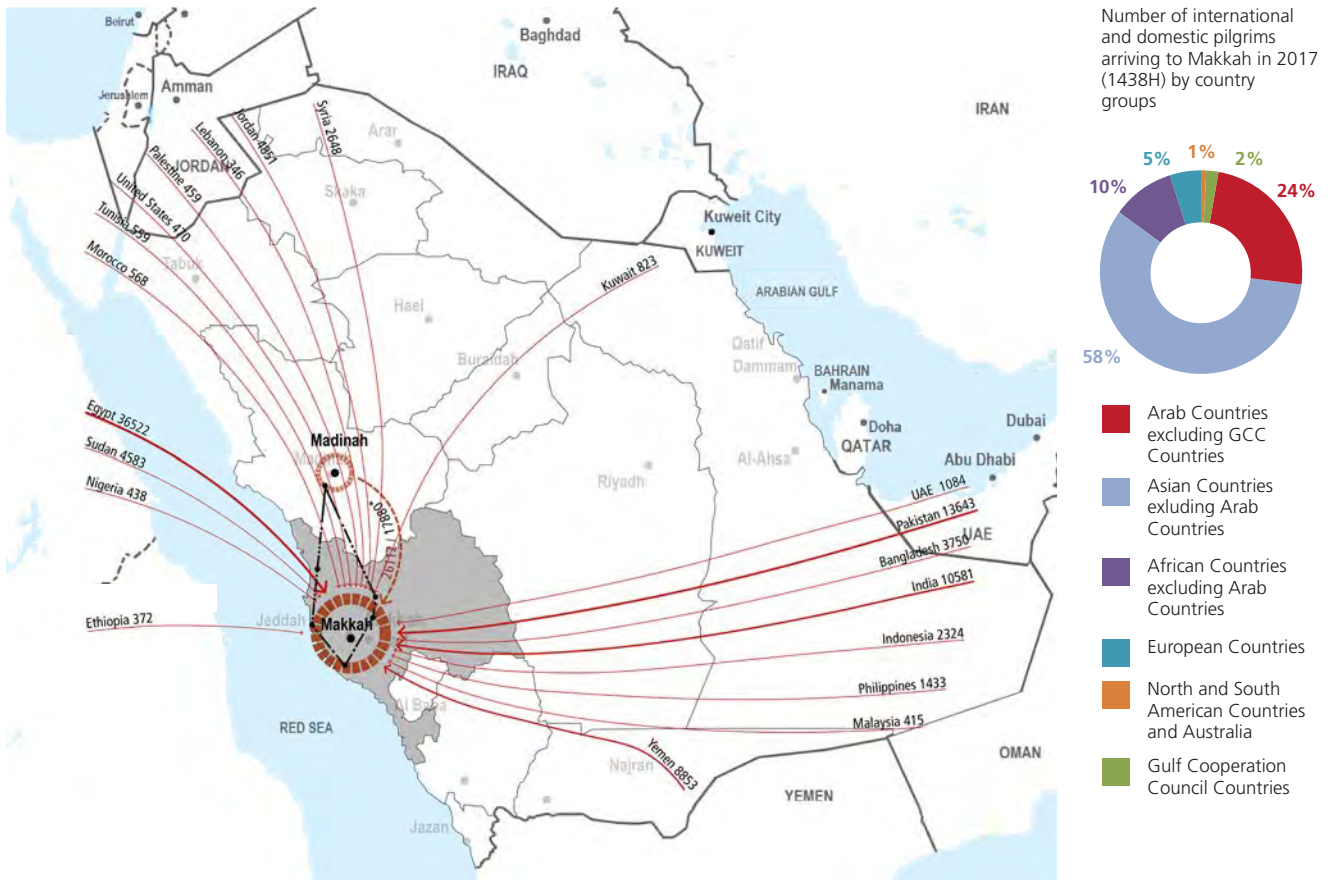 Beirut
Baghdad
IRAQ
Jerusalem
Amman
JORDAN
IRAN
Arar
Skaka
Tabuk
Syria 2648
Jordan 4851
Lebanon 346
Palestine 459
United States 470
Tunisia 559
Morocco 568
Kuwait City
KUWAIT
Kuwait 823
ARABIAN GULF
Hael
Buraidah
Qatif
Dammam
BAHRAIN
Manama
Doha
QATAR
Dubai
Abu Dhabi
Al-Ahsa
Riyadh
Egypt 36522
Sudan 4583
Nigeria 438
Madinah
UAE 1084
Pakistan 13643
UAE
Bangladesh 3750
India 10581
Ethiopia 372
Jeddah
Makkah
Indonesia 2324
Philippines 1433
Malaysia 415
Al Baha
RED SEA
Yemen 8853
Najran
OMAN
YEMEN
Jazan
Number of international
and domestic pilgrims
arriving to Makkah in 2017
(1438H) by country
groups
5%
1%
2%
10%
24%
58%
Arab Countries
excluding GCC
Countries
Asian Countries
exluding Arab
Countries
African Countries
excluding Arab
Countries
European Countries
North and South
American Countries
and Australia
Gulf Cooperation
Council Countries